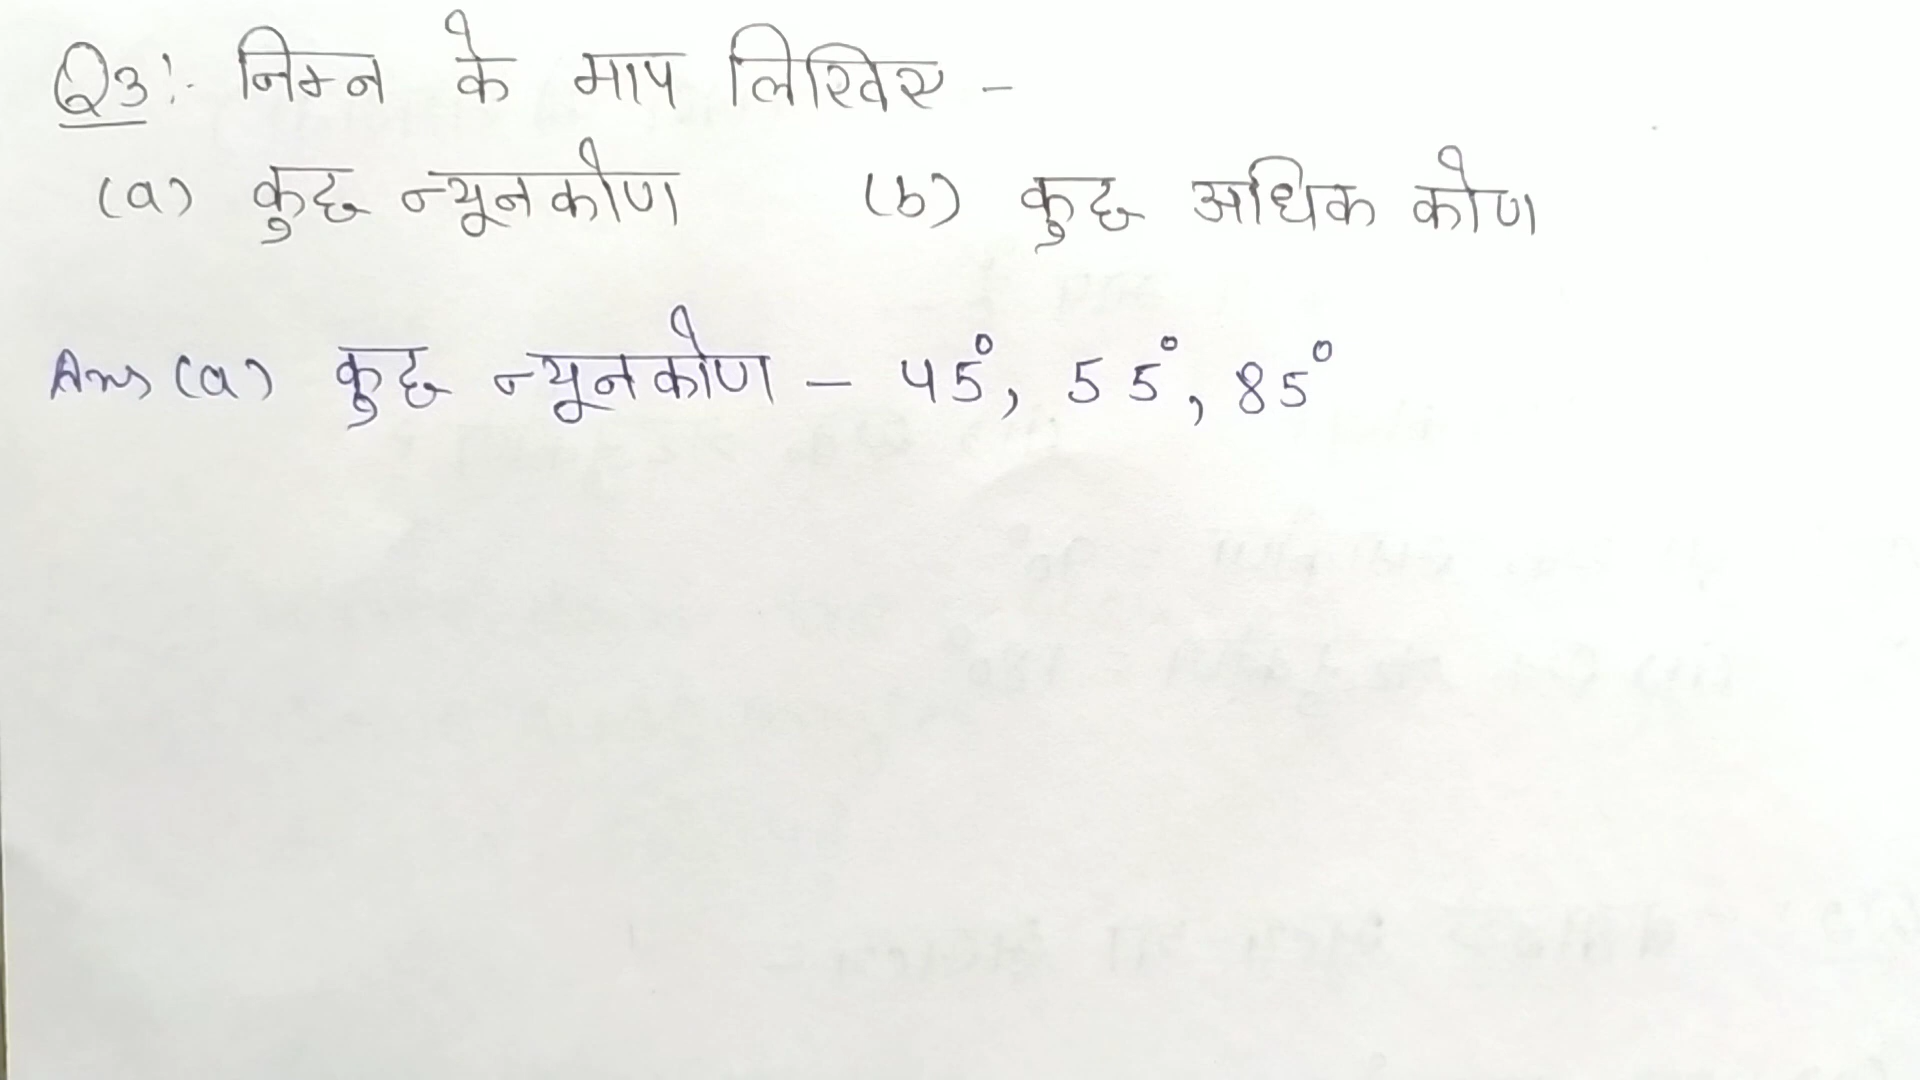 Q3:- निम्न के माप लिखिए -
(a) कुछ न्यूनकोण (b) कुछ अधिक कोण
Ans (a) कुछ न्यूनकोण - 45°, 55°, 85°